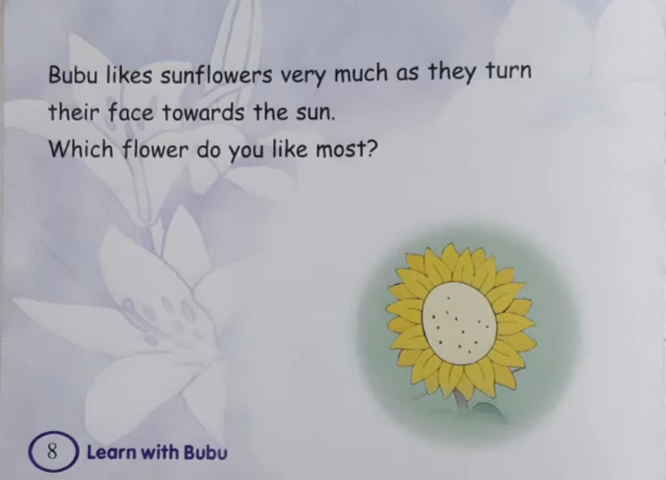 Bubu likes sunflowers very much as they turn
their face towards the sun.
Which flower do you like most?
8 Learn with Bubu